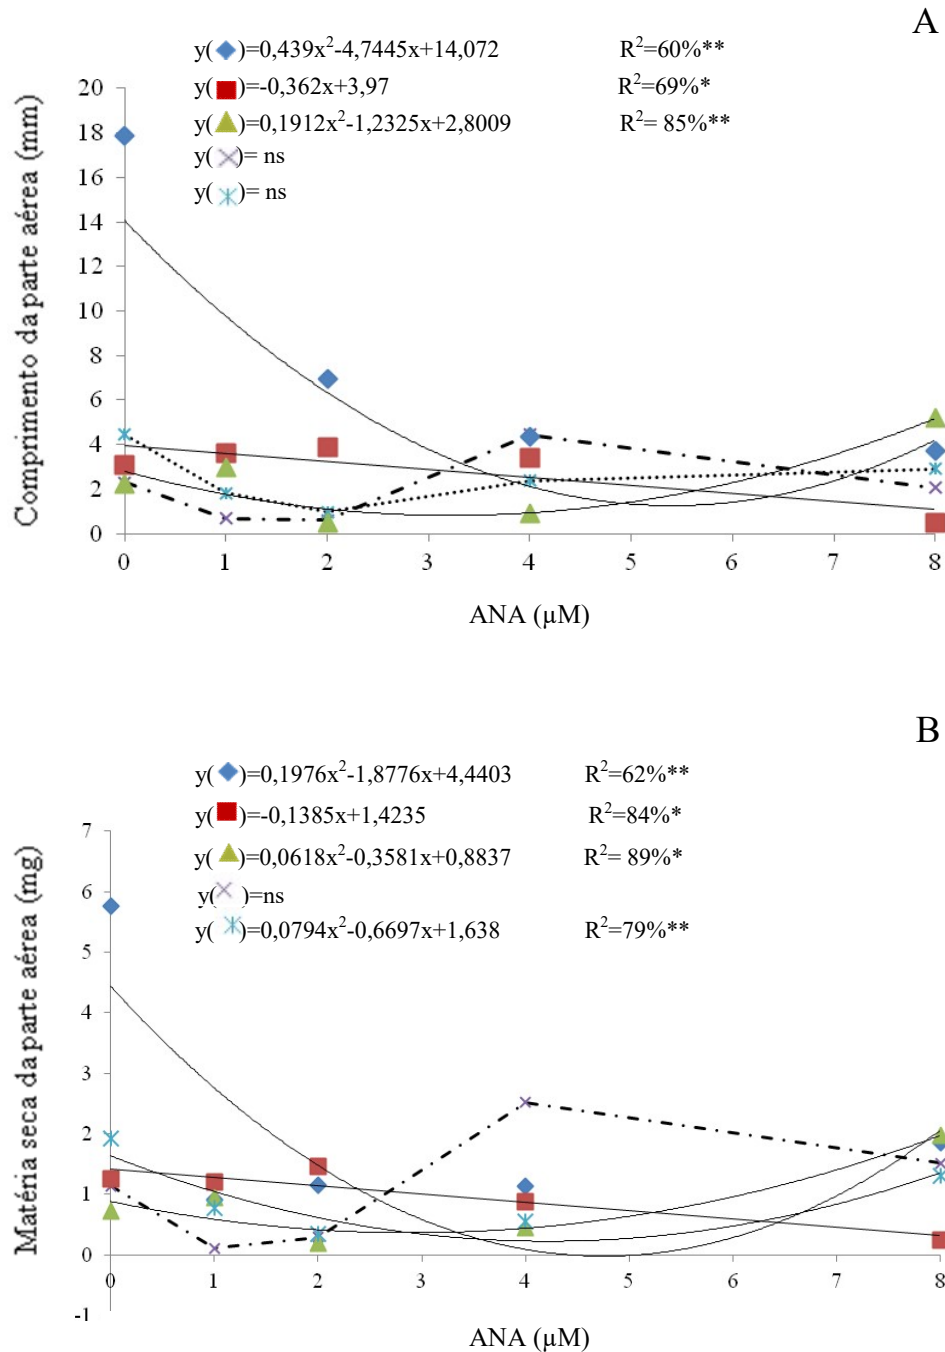 A
y(◆)=0,439x²-4,7445x+14,072 R²=60%**
y(■)=-0,362x+3,97 R²=69%*
y(▲)=0,1912x²-1,2325x+2,8009 R²= 85%**
y(×)= ns
y(ж)= ns
Comprimento da parte aérea (mm)
20
18
16
14
12
10
8
6
4
2
0
0 1 2 3 4 5 6 7 8
ANA (µM)
B
y(◆)=0,1976x²-1,8776x+4,4403 R²=62%**
y(■)=-0,1385x+1,4235 R²=84%*
y(▲)=0,0618x²-0,3581x+0,8837 R²= 89%*
y(×)=ns
y(ж)=0,0794x²-0,6697x+1,638 R²=79%**
Matéria seca da parte aérea (mg)
7
6
5
4
3
2
1
0
-1
0 1 2 3 4 5 6 7 8
ANA (µM)